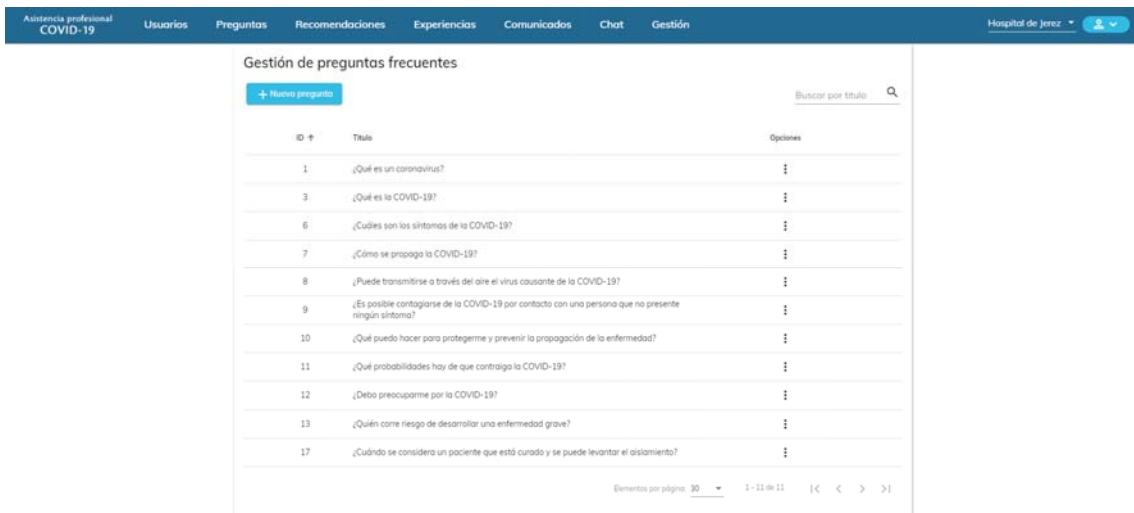 Asistencia profesional
COVID-19
Usuarios Preguntas Recomendaciones Experiencias Comunicados Chat Gestión
Hospital de Jerez
Gestión de preguntas frecuentes
+ Nueva pregunta
Buscar por titulo
ID ↑ Titulo Opciones
1 ¿Qué es un coronavirus?
3 ¿Qué es la COVID-19?
6 ¿Cuáles son los síntomas de la COVID-19?
7 ¿Cómo se propaga la COVID-19?
8 ¿Puede transmitirse a través del aire el virus causante de la COVID-19?
9 ¿Es posible contagiarse de la COVID-19 por contacto con una persona que no presente
ningún síntoma?
10 ¿Qué puedo hacer para protegerme y prevenir la propagación de la enfermedad?
11 ¿Qué probabilidades hay de que contraiga la COVID-19?
12 ¿Debo preocuparme por la COVID-19?
13 ¿Quién corre riesgo de desarrollar una enfermedad grave?
17 ¿Cuándo se considera un paciente que está curado y se puede levantar el aislamiento?
Elementos por página: 30 1 - 11 de 11 |< < > >|